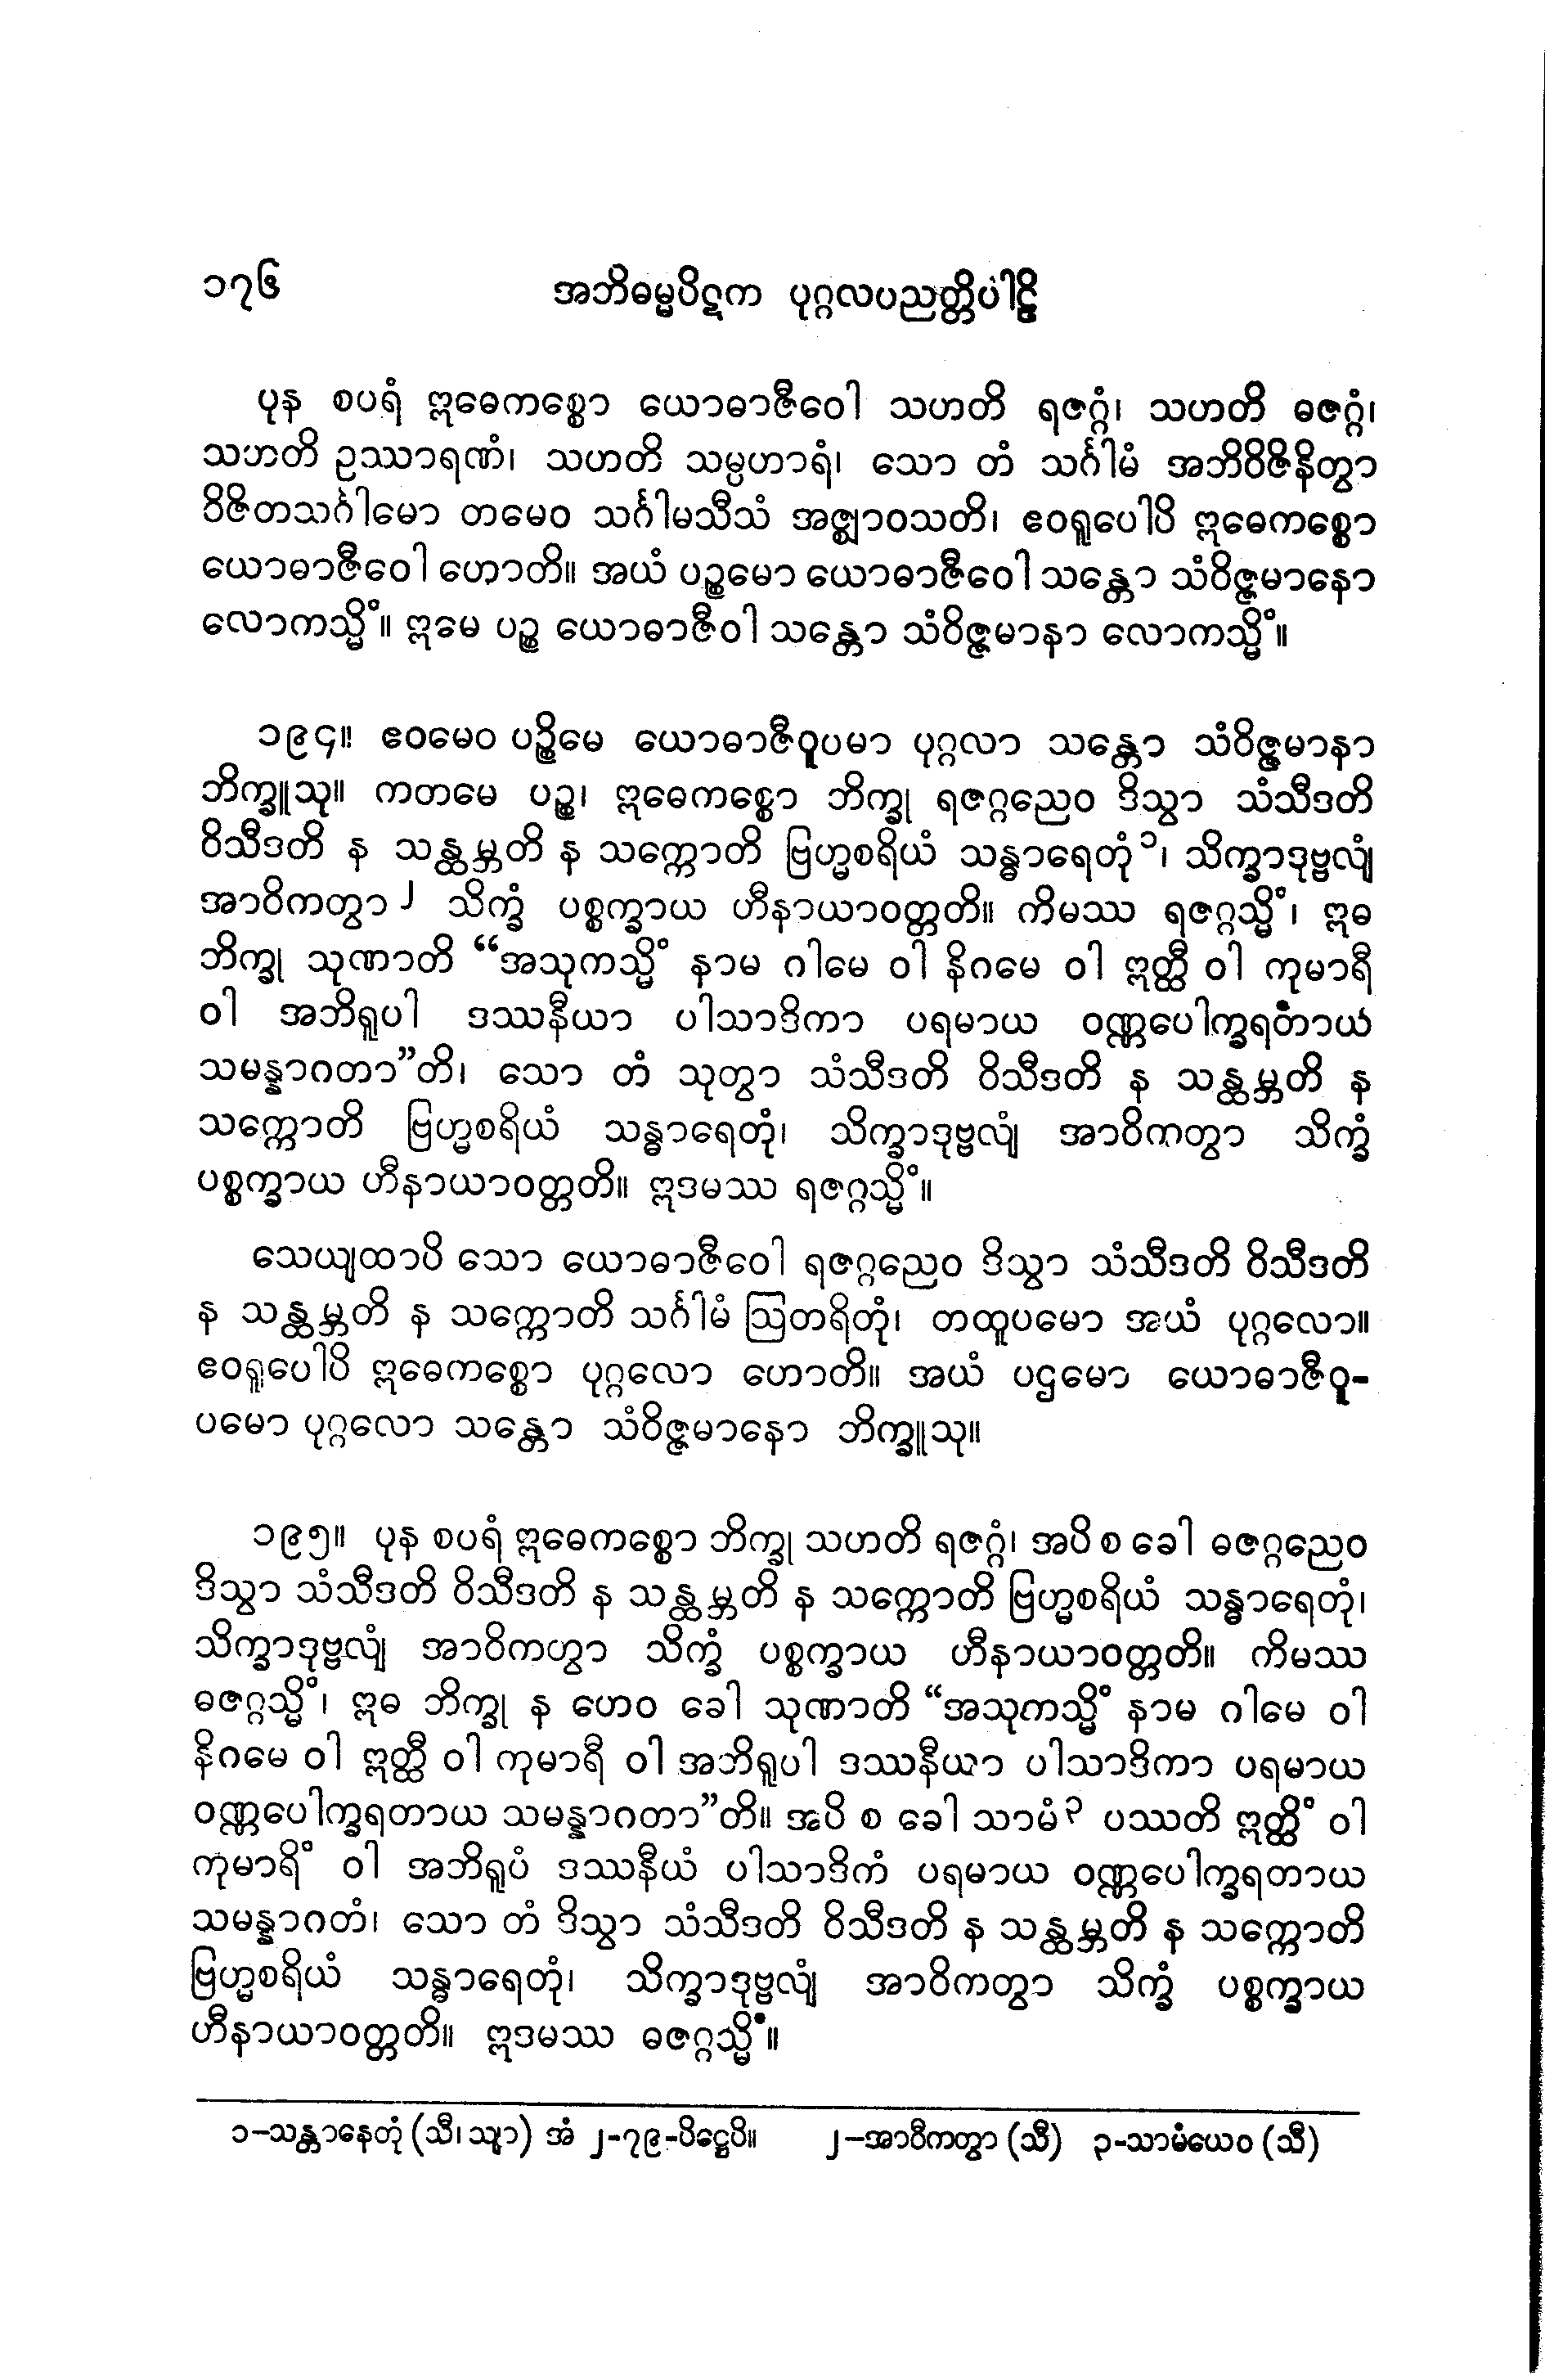 ၁၇၆ အဘိဓမ္မပိဋက ပုဂ္ဂလပညတ္တိပါဠိ
ပုန စပရံ ဣဓေကစ္စော ယောဓာဇီဝေါ သဟတိ ရဇဂ္ဂံ၊ သဟတိ ဓဇဂ္ဂံ၊
သဟတိ ဥဿာရဏံ၊ သဟတိ သမ္ပဟာရံ၊ သော တံ သင်္ဂါမံ အဘိဝိဇိနိတွာ
ဝိဇိတသင်္ဂါမော တမေဝ သင်္ဂါမသီသံ အဇ္ဈာဝသတိ၊ ဧဝရူပေါပိ ဣဓေကစ္စော
ယောဓာဇီဝေါ ဟောတိ။ အယံ ပဉ္စမော ယောဓာဇီဝေါ သန္တော သံဝိဇ္ဇမာနော
လောကသ္မိံ။ ဣမေ ပဉ္စ ယောဓာဇီဝါ သန္တော သံဝိဇ္ဇမာနာ လောကသ္မိံ။
၁၉၄။ ဧဝမေဝ ပဉ္စိမေ ယောဓာဇီဝူပမာ ပုဂ္ဂလာ သန္တော သံဝိဇ္ဇမာနာ
ဘိက္ခူသု။ ကတမေ ပဉ္စ၊ ဣဓေကစ္စော ဘိက္ခု ရဇဂ္ဂညေဝ ဒိသွာ သံသီဒတိ
ဝိသီဒတိ န သန္ထမ္ဘတိ န သက္ကောတိ ဗြဟ္မစရိယံ သန္ဓာရေတုံ၁၊ သိက္ခာဒုဗ္ဗလျံ
အာဝိကတွာ၂ သိက္ခံ ပစ္စက္ခာယ ဟီနာယာဝတ္တတိ။ ကိမဿ ရဇဂ္ဂသ္မိံ၊ ဣဓ
ဘိက္ခု သုဏာတိ “အသုကသ္မိံ နာမ ဂါမေ ဝါ နိဂမေ ဝါ ဣတ္ထီ ဝါ ကုမာရီ
ဝါ အဘိရူပါ ဒဿနီယာ ပါသာဒိကာ ပရမာယ ဝဏ္ဏပေါက္ခရတာယ
သမန္နာဂတာ”တိ၊ သော တံ သုတွာ သံသီဒတိ ဝိသီဒတိ န သန္ထမ္ဘတိ န
သက္ကောတိ ဗြဟ္မစရိယံ သန္ဓာရေတုံ၊ သိက္ခာဒုဗ္ဗလျံ အာဝိကတွာ သိက္ခံ
ပစ္စက္ခာယ ဟီနာယာဝတ္တတိ။ ဣဒမဿ ရဇဂ္ဂသ္မိံ။
သေယျထာပိ သော ယောဓာဇီဝေါ ရဇဂ္ဂညေဝ ဒိသွာ သံသီဒတိ ဝိသီဒတိ
န သန္ထမ္ဘတိ န သက္ကောတိ သင်္ဂါမံ ဩတရိတုံ၊ တထူပမော အယံ ပုဂ္ဂလော။
ဧဝရူပေါပိ ဣဓေကစ္စော ပုဂ္ဂလော ဟောတိ။ အယံ ပဌမော ယောဓာဇီဝူ-
ပမော ပုဂ္ဂလော သန္တော သံဝိဇ္ဇမာနော ဘိက္ခူသု။
၁၉၅။ ပုန စပရံ ဣဓေကစ္စော ဘိက္ခု သဟတိ ရဇဂ္ဂံ၊ အပိ စ ခေါ ဓဇဂ္ဂညေဝ
ဒိသွာ သံသီဒတိ ဝိသီဒတိ န သန္ထမ္ဘတိ န သက္ကောတိ ဗြဟ္မစရိယံ သန္ဓာရေတုံ၊
သိက္ခာဒုဗ္ဗလျံ အာဝိကတွာ သိက္ခံ ပစ္စက္ခာယ ဟီနာယာဝတ္တတိ။ ကိမဿ
ဓဇဂ္ဂသ္မိံ၊ ဣဓ ဘိက္ခု န ဟေဝ ခေါ သုဏာတိ “အသုကသ္မိံ နာမ ဂါမေ ဝါ
နိဂမေ ဝါ ဣတ္ထီ ဝါ ကုမာရီ ဝါ အဘိရူပါ ဒဿနီယာ ပါသာဒိကာ ပရမာယ
ဝဏ္ဏပေါက္ခရတာယ သမန္နာဂတာ”တိ။ အပိ စ ခေါ သာမံ၃ ပဿတိ ဣတ္ထိံ ဝါ
ကုမာရိံ ဝါ အဘိရူပံ ဒဿနီယံ ပါသာဒိကံ ပရမာယ ဝဏ္ဏပေါက္ခရတာယ
သမန္နာဂတံ၊ သော တံ ဒိသွာ သံသီဒတိ ဝိသီဒတိ န သန္ထမ္ဘတိ န သက္ကောတိ
ဗြဟ္မစရိယံ သန္ဓာရေတုံ၊ သိက္ခာဒုဗ္ဗလျံ အာဝိကတွာ သိက္ခံ ပစ္စက္ခာယ
ဟီနာယာဝတ္တတိ။ ဣဒမဿ ဓဇဂ္ဂသ္မိံ။
၁-သန္တာနေတုံ (သီ၊ သျာ) အံ ၂-၇၉-ပိဋ္ဌေပိ။ ၂-အာဝီကတွာ (သီ) ၃-သာမံယေဝ (သီ)